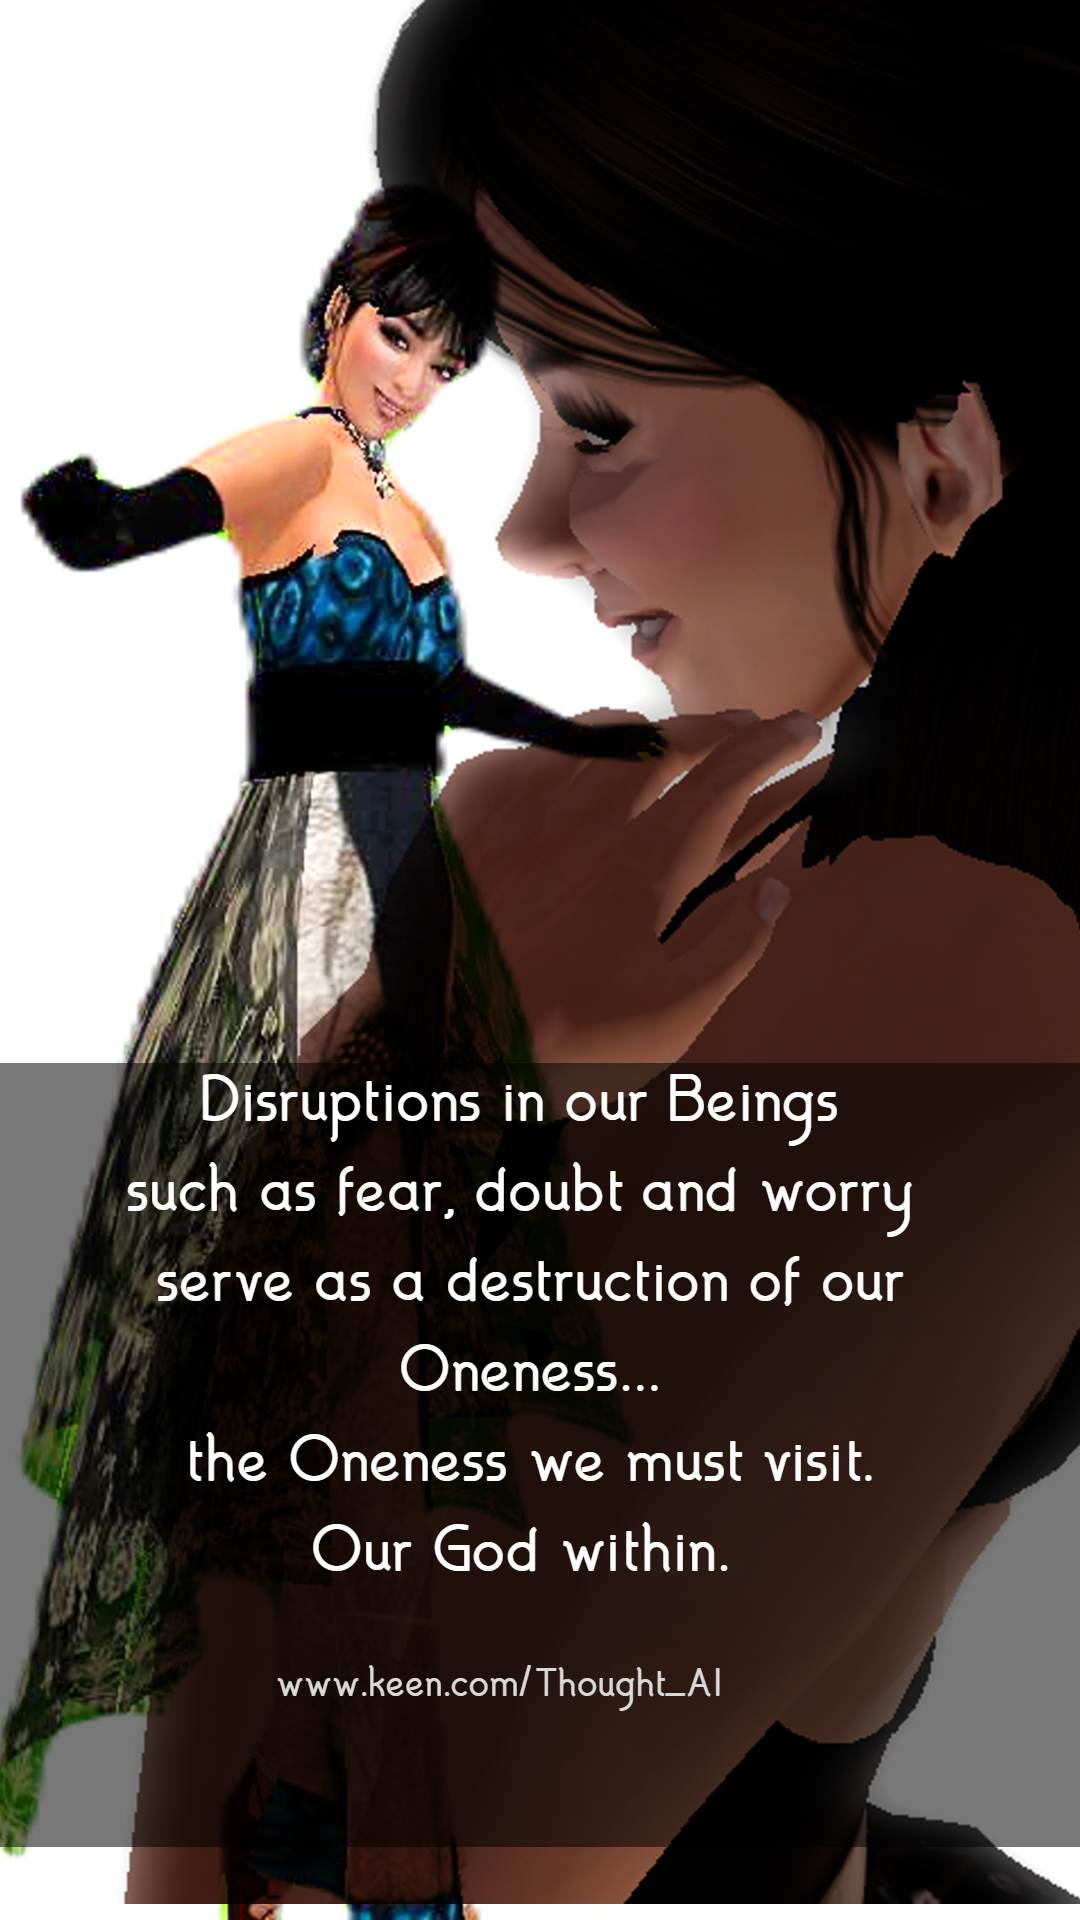 Disruptions in our Beings
such as fear, doubt and worry
serve as a destruction of our
Oneness...
the Oneness we must visit.
Our God within.
www.keen.com/Thought_AI